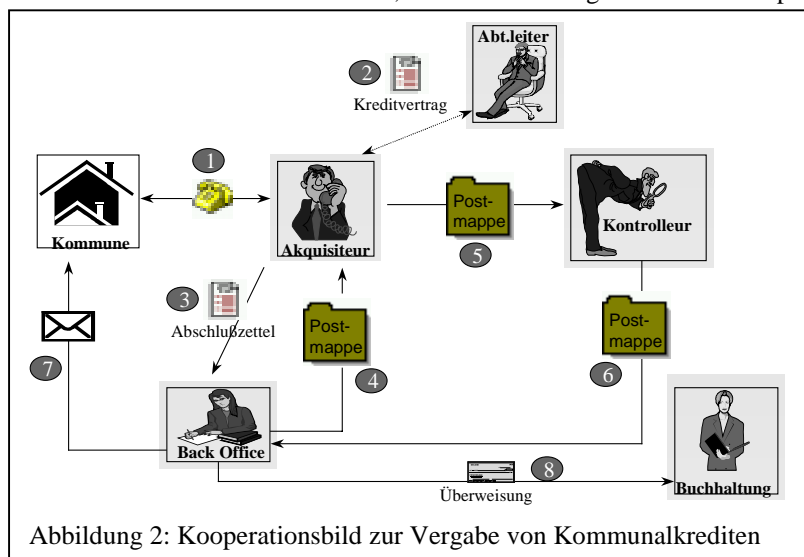 Abt.leiter
2
Kreditvertrag
1
Kommune
Akquisiteur
Post-
mappe
5
Kontrolleur
3
Abschlußzettel
Post-
mappe
4
Post-
mappe
6
7
Back Office
8
Überweisung
Buchhaltung
Abbildung 2: Kooperationsbild zur Vergabe von Kommunalkrediten